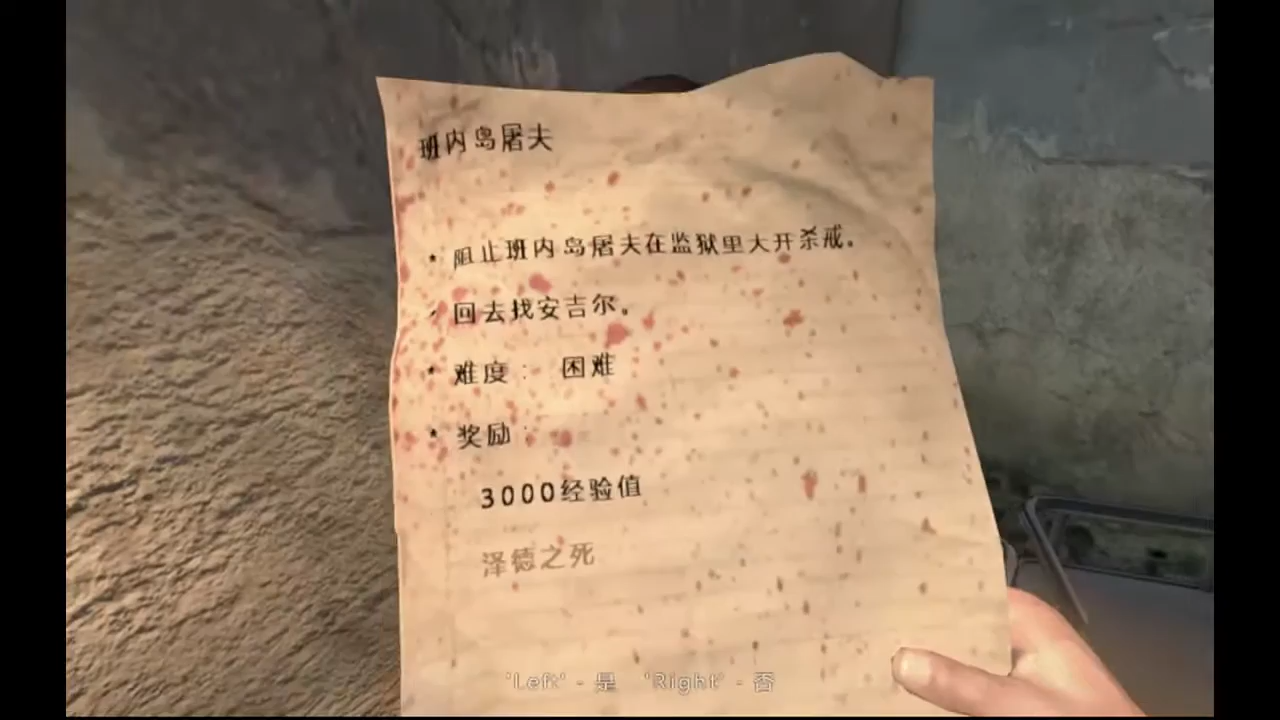 班内岛屠夫
· 阻止班内岛屠夫在监狱里大开杀戒。
· 回去找安吉尔。
· 难度： 困难
· 奖励：
3000经验值
泽德之死
'Left' - 是 'Right' - 否